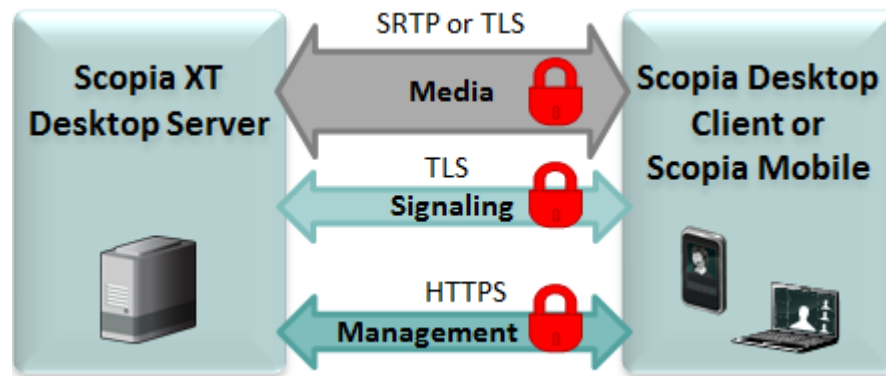 Scopia XT
Desktop Server
SRTP or TLS
Media
TLS
Signaling
HTTPS
Management
Scopia Desktop
Client or
Scopia Mobile